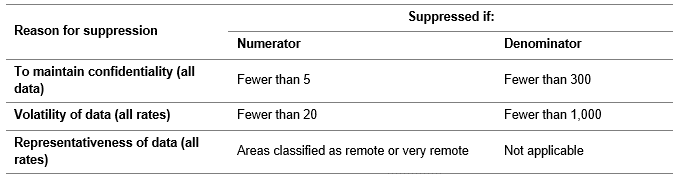 Reason for suppression
Suppressed if:
Numerator
Denominator
To maintain confidentiality (all
data)
Fewer than 5
Fewer than 300
Volatility of data (all rates)
Fewer than 20
Fewer than 1,000
Representativeness of data (all
rates)
Areas classified as remote or very remote
Not applicable